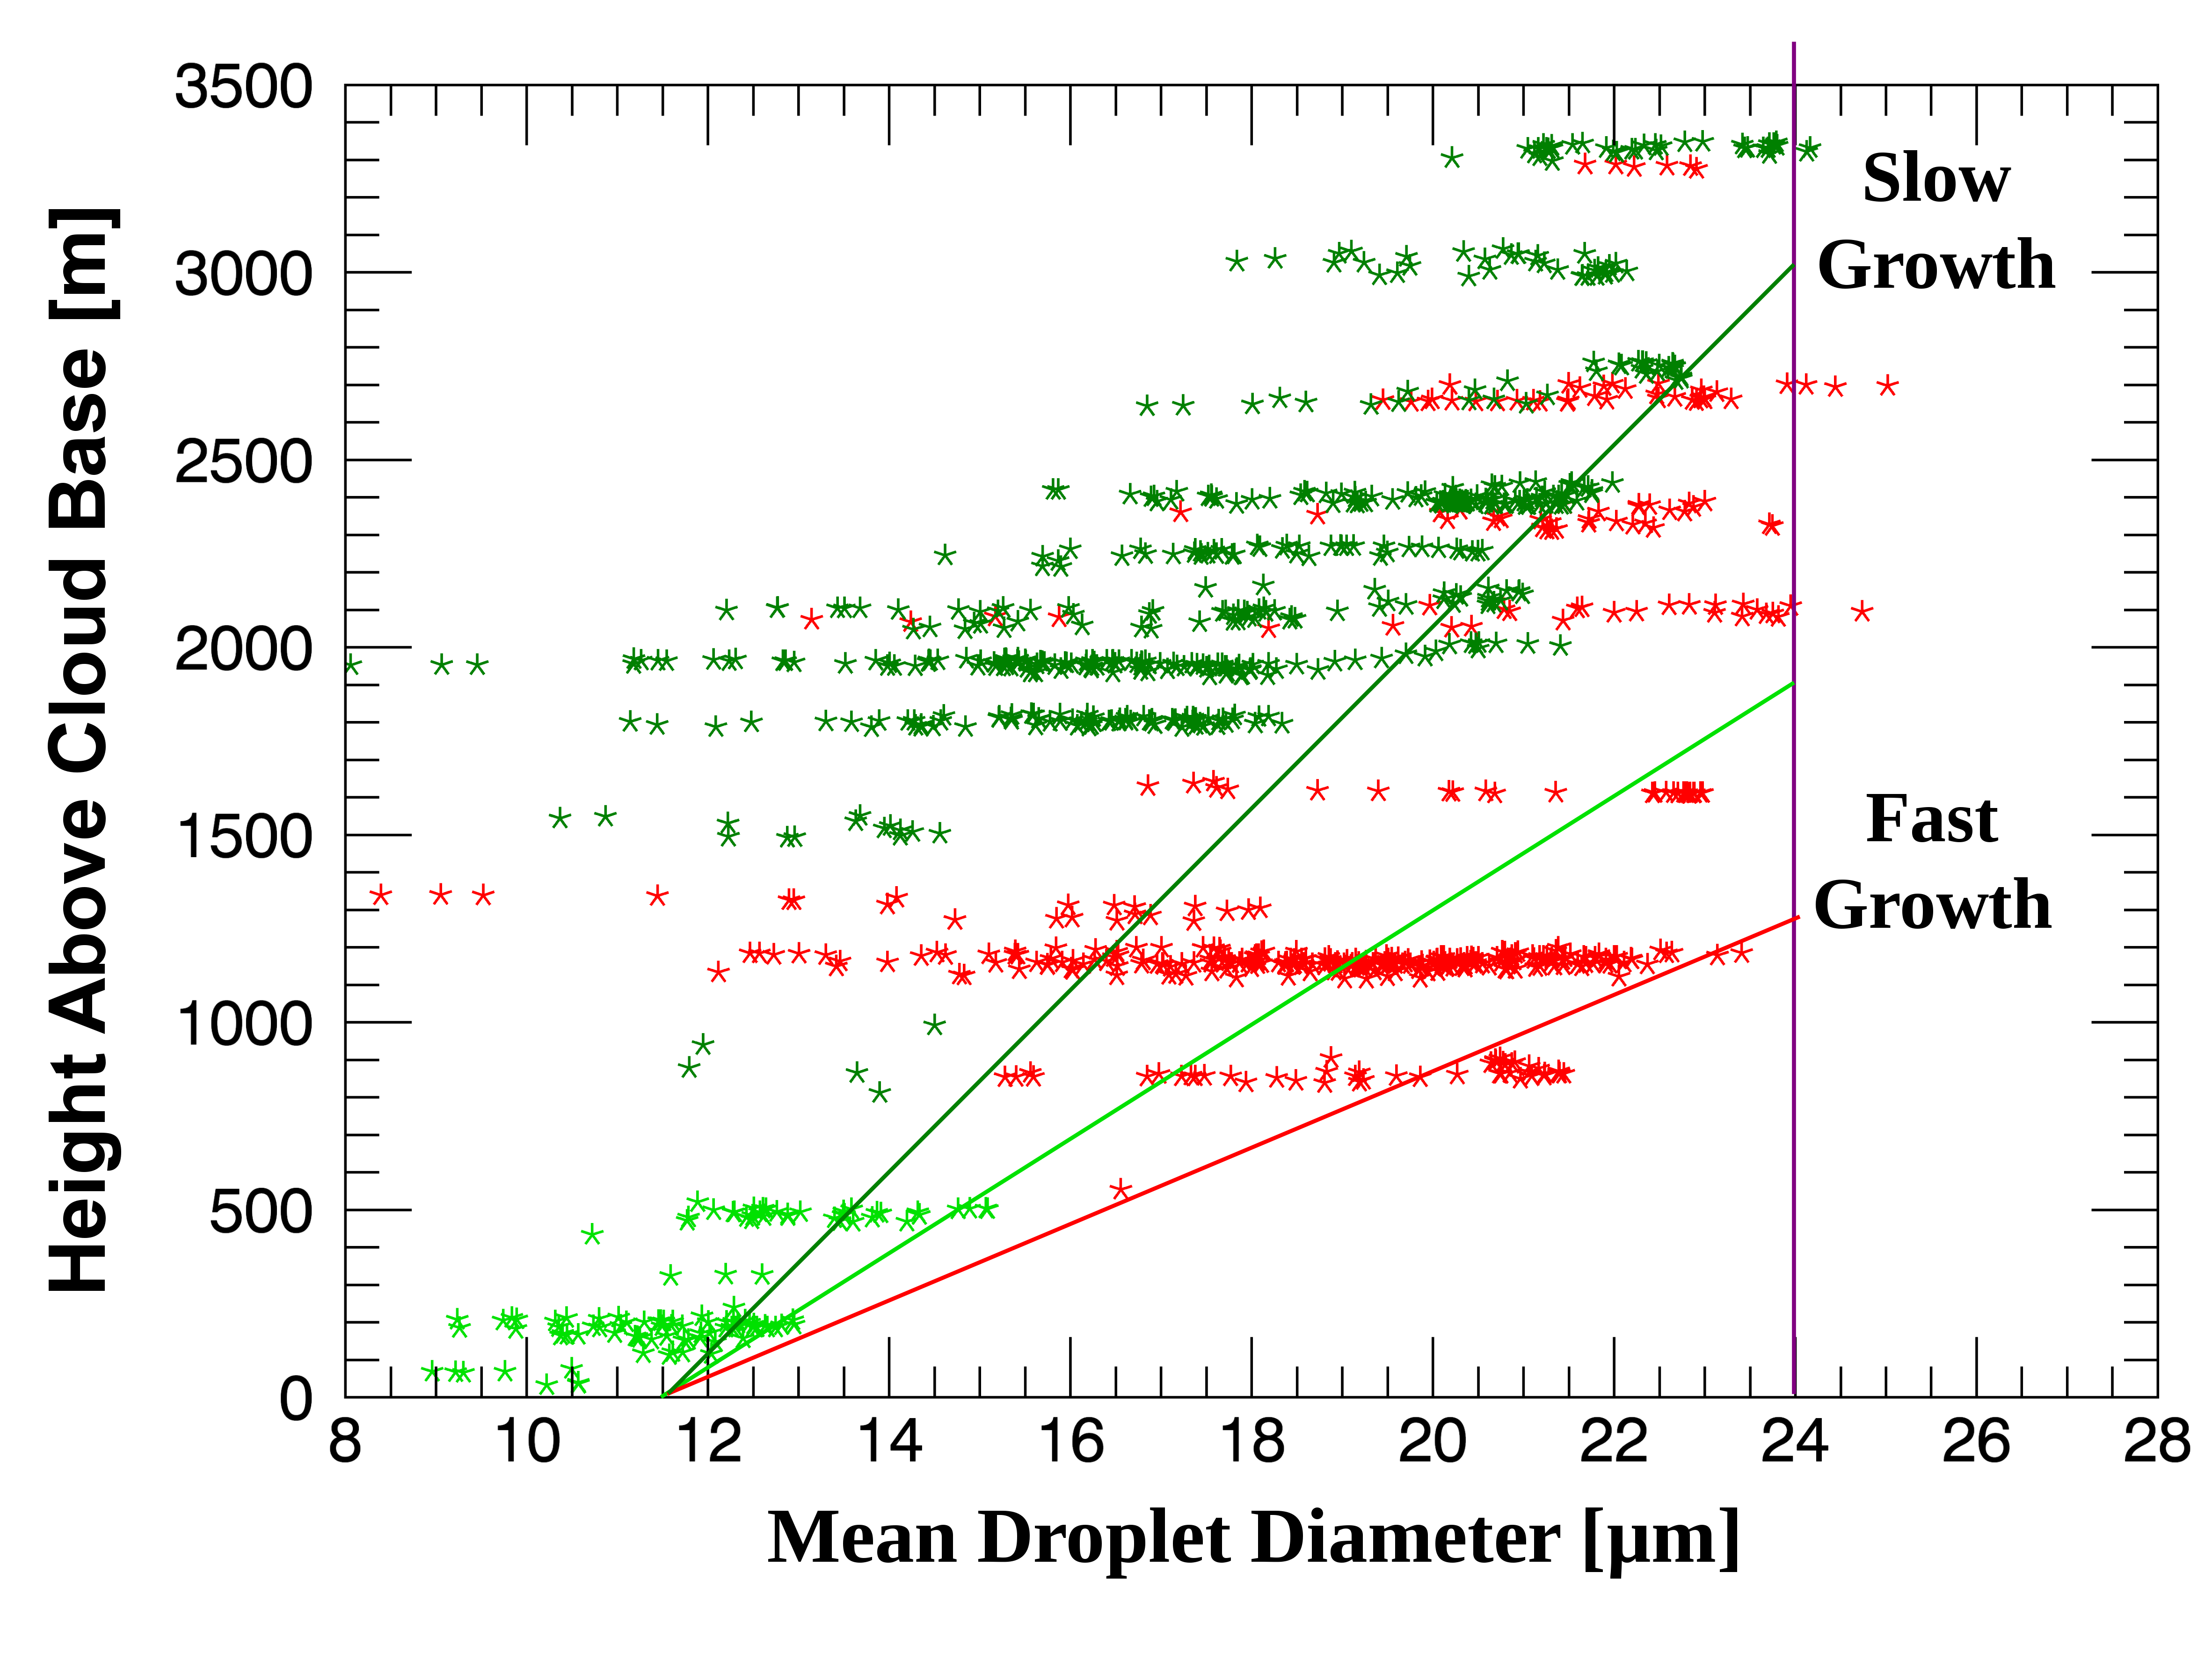 Height Above Cloud Base [m]
3500
3000
2500
2000
1500
1000
500
0
Slow
Growth
Fast
Growth
8 10 12 14 16 18 20 22 24 26 28
Mean Droplet Diameter [µm]